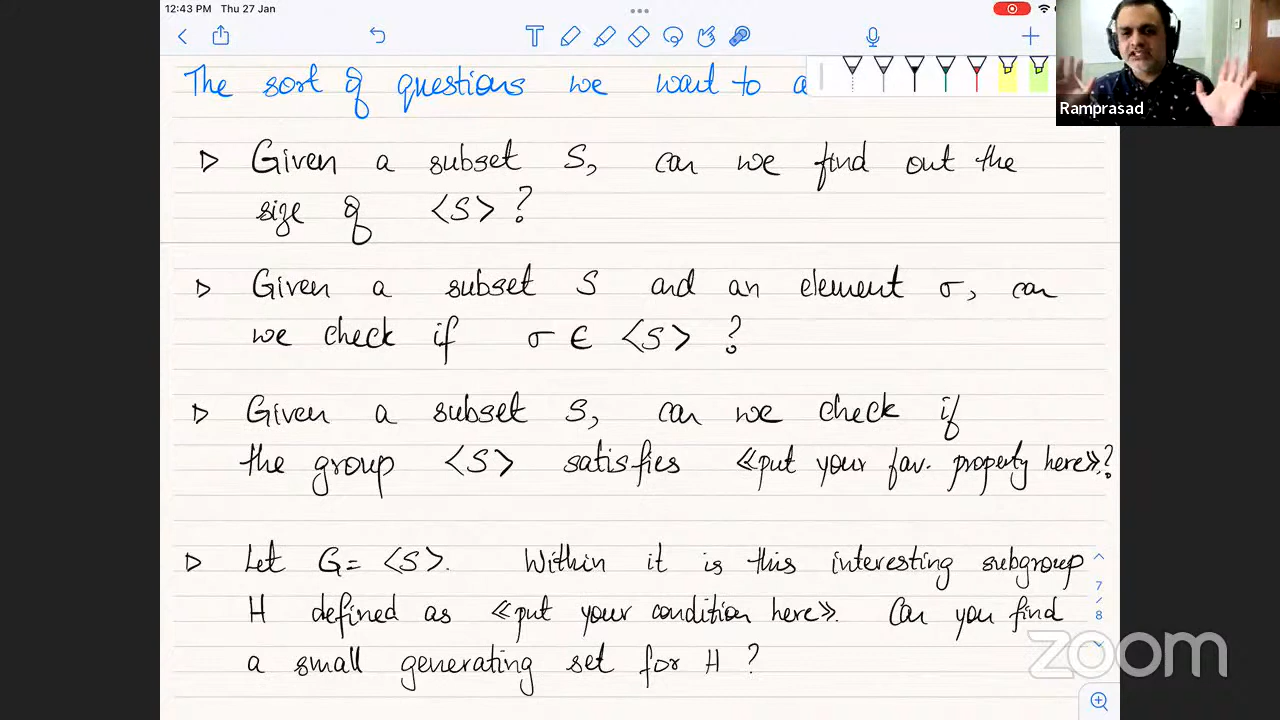 12:43 PM Thu 27 Jan
The sort of questions we want to a
Ramprasad
▷ Given a subset S, can we find out the
size of <S> ?
▷ Given a subset S and an element σ, can
we check if σ ∈ <S> ?
▷ Given a subset S, can we check if
the group <S> satisfies «put your fav. property here».?
▷ Let G = <S>. Within it is this interesting subgroup
H defined as «put your condition here». Can you find
a small generating set for H ?
7
/
8
zoom